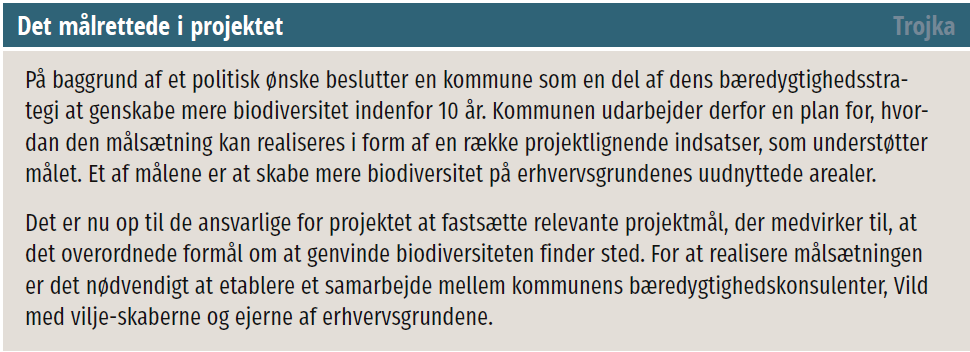 Det målrettede i projektet Trojka
På baggrund af et politisk ønske beslutter en kommune som en del af dens bæredygtighedsstra-
tegi at genskabe mere biodiversitet indenfor 10 år. Kommunen udarbejder derfor en plan for, hvor-
dan den målsætning kan realiseres i form af en række projektlignende indsatser, som understøtter
målet. Et af målene er at skabe mere biodiversitet på erhvervsgrundenes uudnyttede arealer.
Det er nu op til de ansvarlige for projektet at fastsætte relevante projektmål, der medvirker til, at
det overordnede formål om at genvinde biodiversiteten finder sted. For at realisere målsætningen
er det nødvendigt at etablere et samarbejde mellem kommunens bæredygtighedskonsulenter, Vild
med vilje-skaberne og ejerne af erhvervsgrundene.